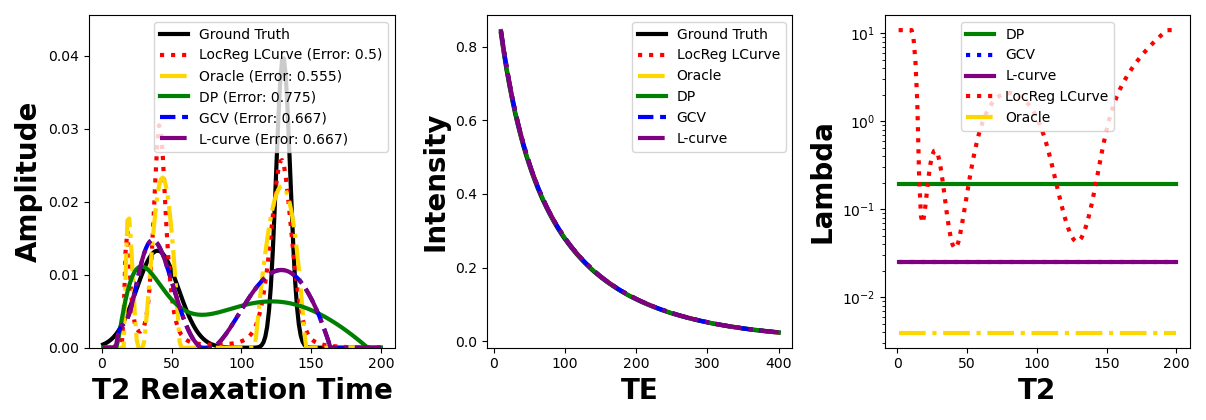 Amplitude
0.04
0.03
0.02
0.01
0.00
0
50
100
150
200
T2 Relaxation Time
Ground Truth
LocReg LCurve (Error: 0.5)
Oracle (Error: 0.555)
DP (Error: 0.775)
GCV (Error: 0.667)
L-curve (Error: 0.667)
Intensity
0.8
0.6
0.4
0.2
0.0
0
100
200
300
400
TE
Ground Truth
LocReg LCurve
Oracle
DP
GCV
L-curve
Lambda
10¹
10⁰
10⁻¹
10⁻²
0
50
100
150
200
T2
DP
GCV
L-curve
LocReg LCurve
Oracle